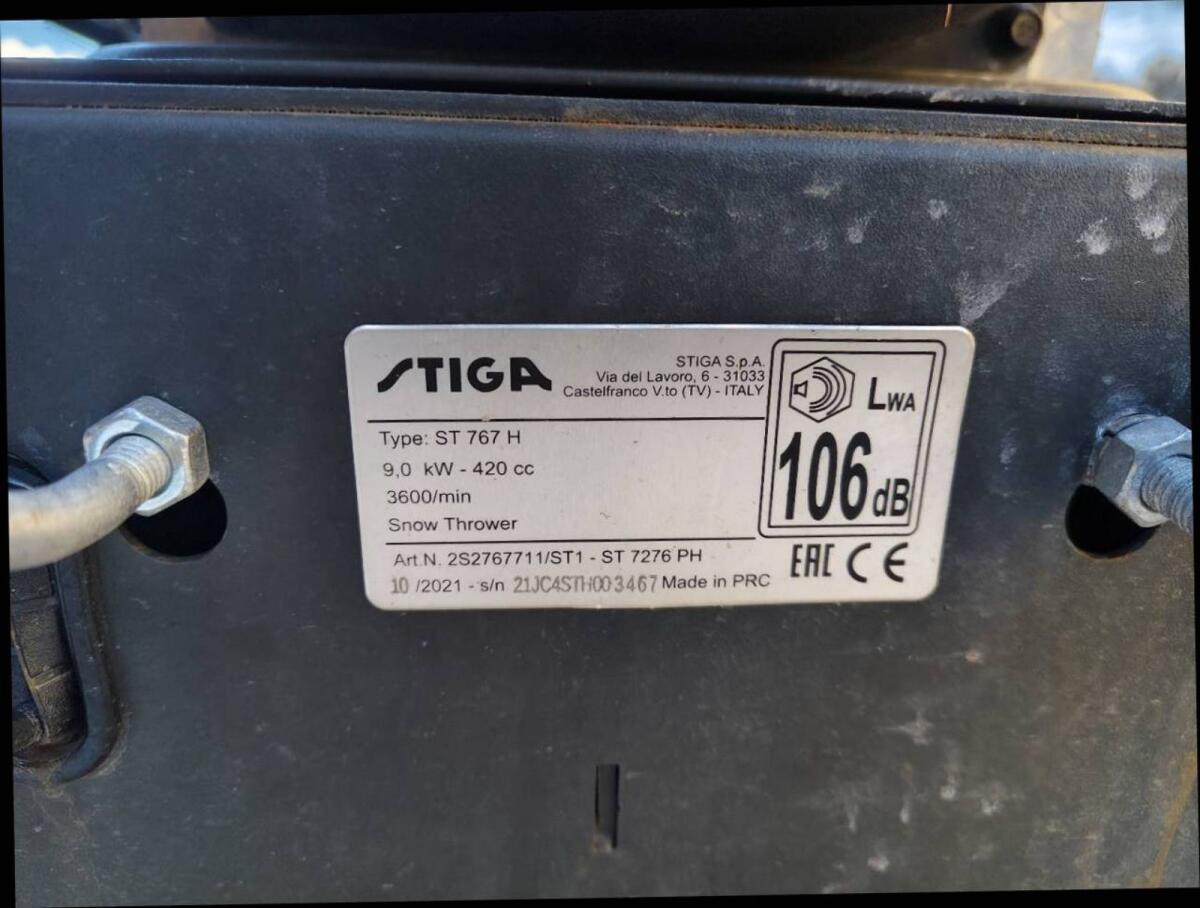 STIGA
STIGA S.p.A.
Via del Lavoro, 6 - 31033
Castelfranco V.to (TV) - ITALY
Type: ST 767 H
9,0 kW - 420 cc
3600/min
Snow Thrower
LWA
106 dB
Art.N. 2S2767711/ST1 - ST 7276 PH
10 /2021 - s/n 21JC4STH003467 Made in PRC
EAC CE